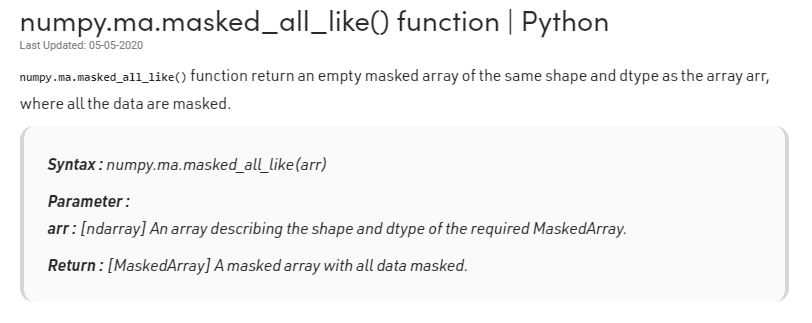 numpy.ma.masked_all_like() function | Python
Last Updated: 05-05-2020
numpy.ma.masked_all_like() function return an empty masked array of the same shape and dtype as the array arr,
where all the data are masked.
Syntax : numpy.ma.masked_all_like(arr)
Parameter :
arr : [ndarray] An array describing the shape and dtype of the required MaskedArray.
Return : [MaskedArray] A masked array with all data masked.